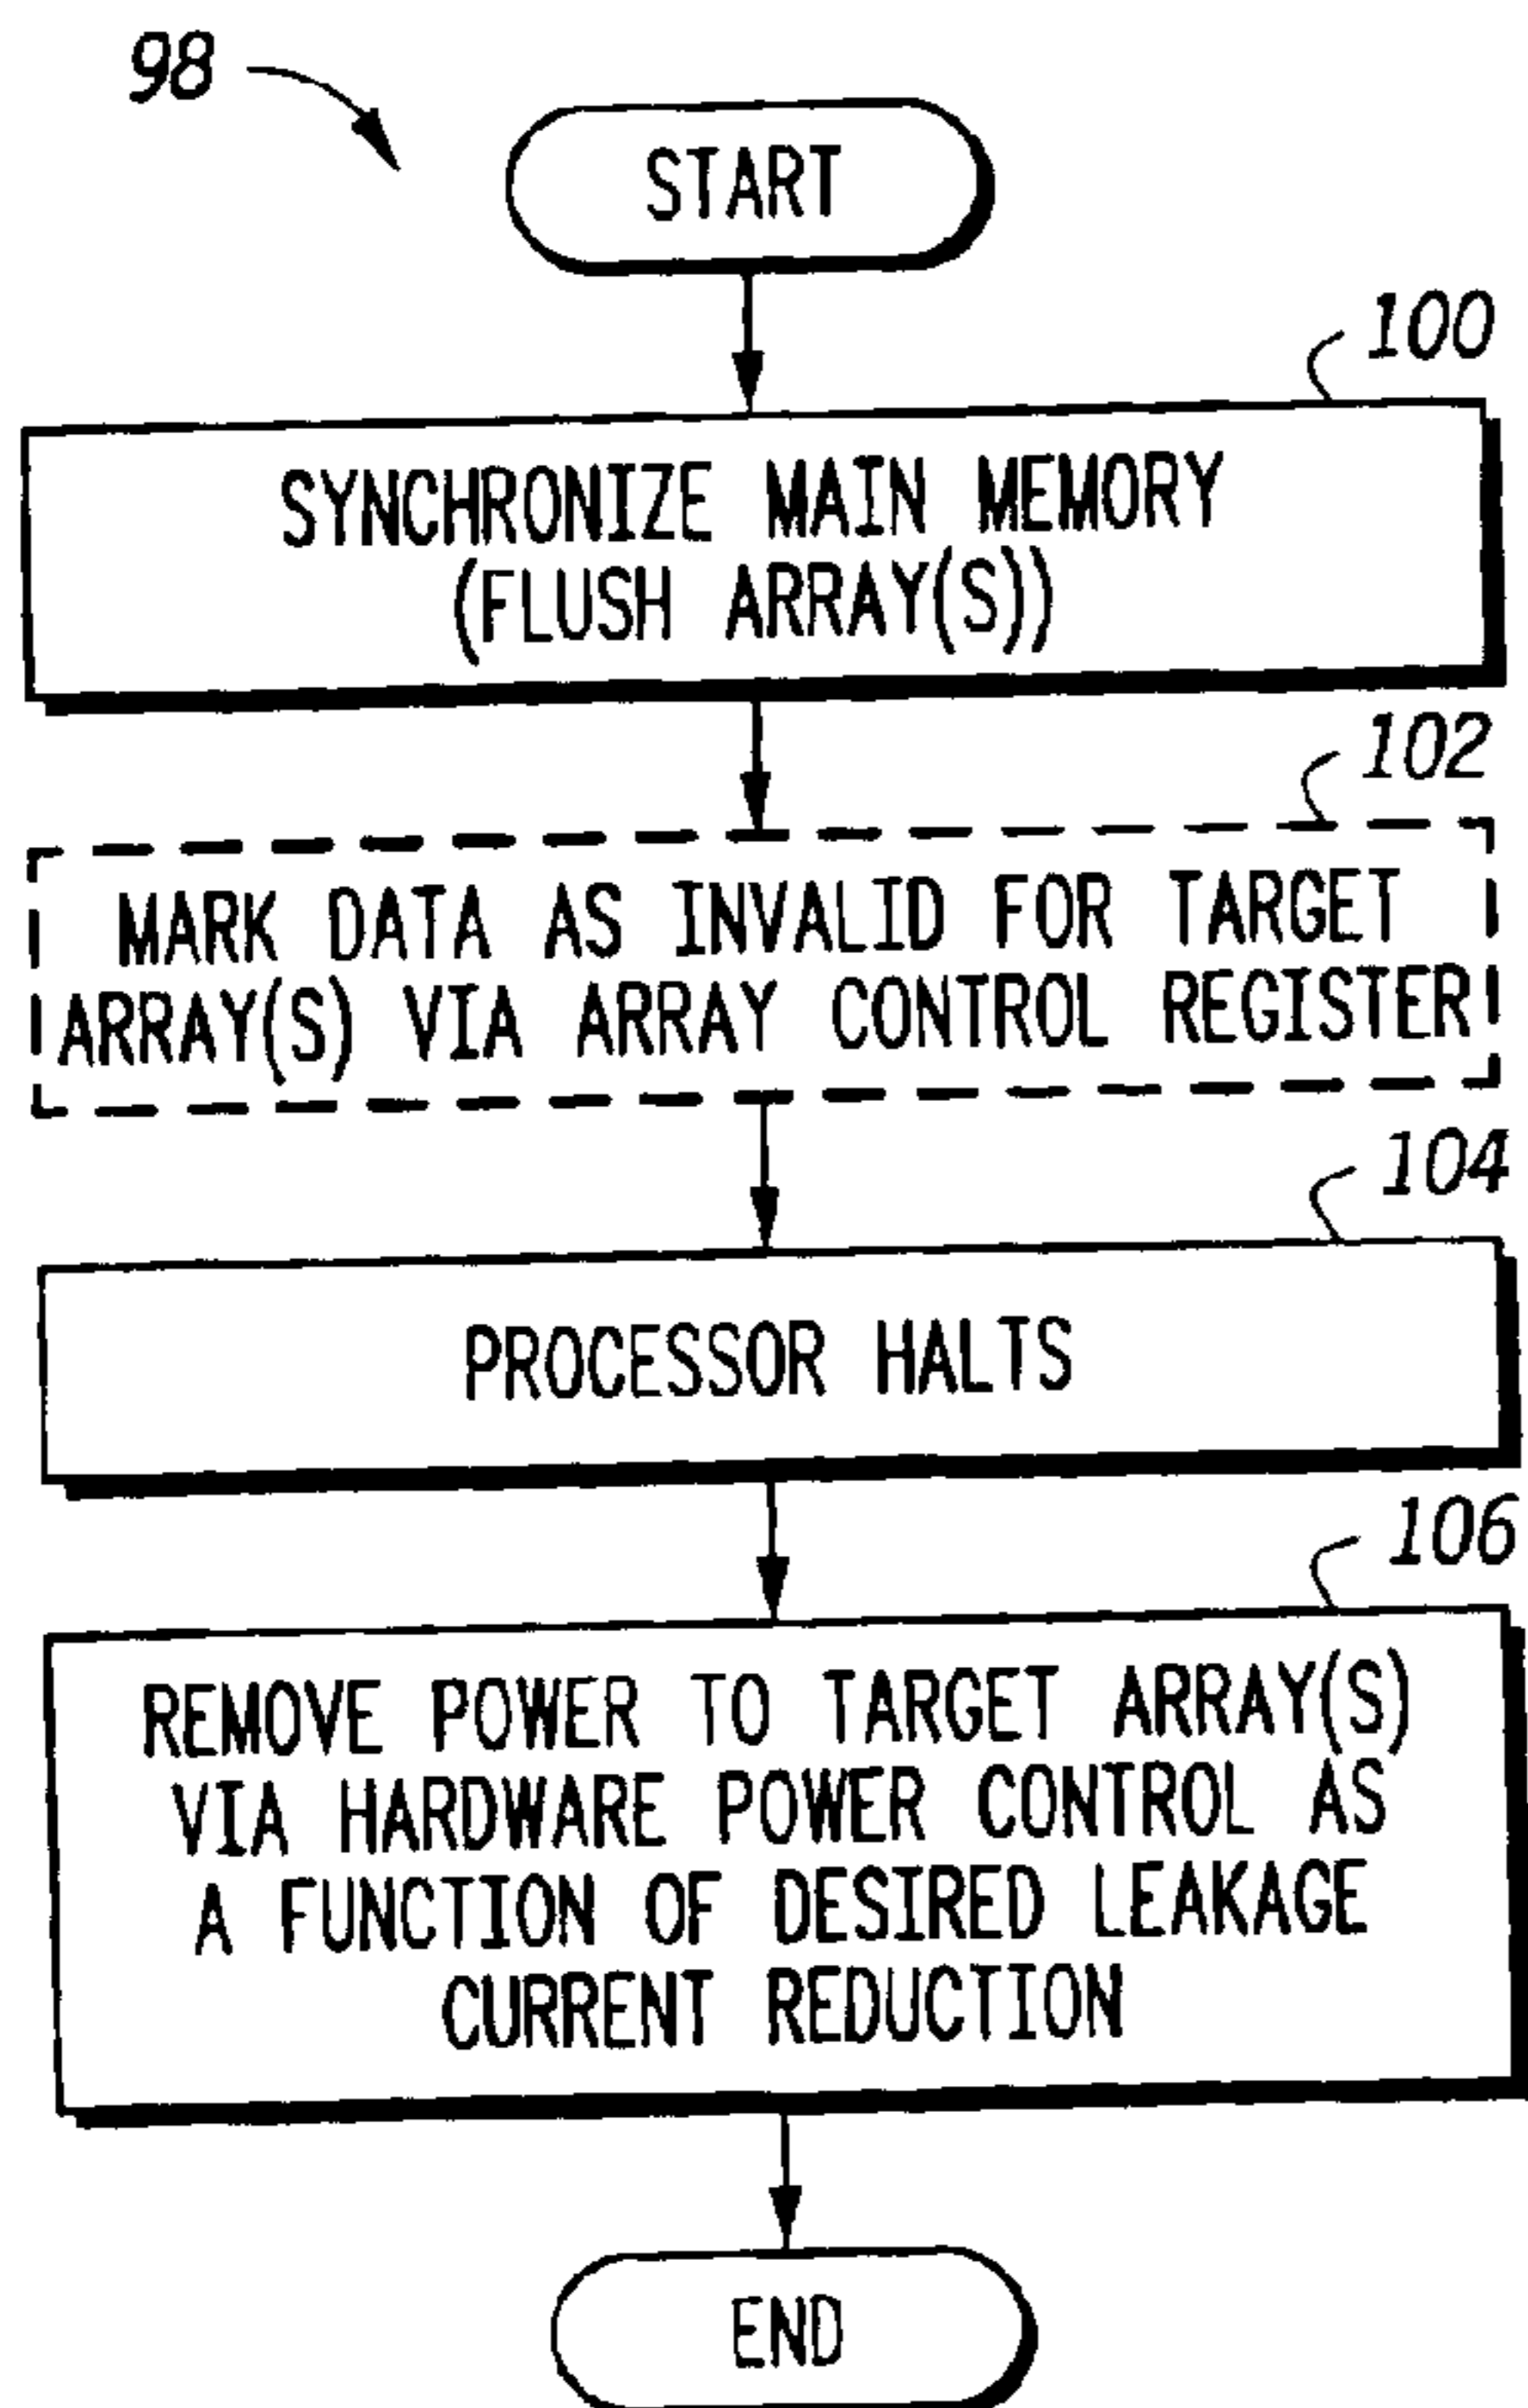 98
START
100
SYNCHRONIZE MAIN MEMORY
(FLUSH ARRAY(S))
102
MARK DATA AS INVALID FOR TARGET
ARRAY(S) VIA ARRAY CONTROL REGISTER
104
PROCESSOR HALTS
106
REMOVE POWER TO TARGET ARRAY(S)
VIA HARDWARE POWER CONTROL AS
A FUNCTION OF DESIRED LEAKAGE
CURRENT REDUCTION
END